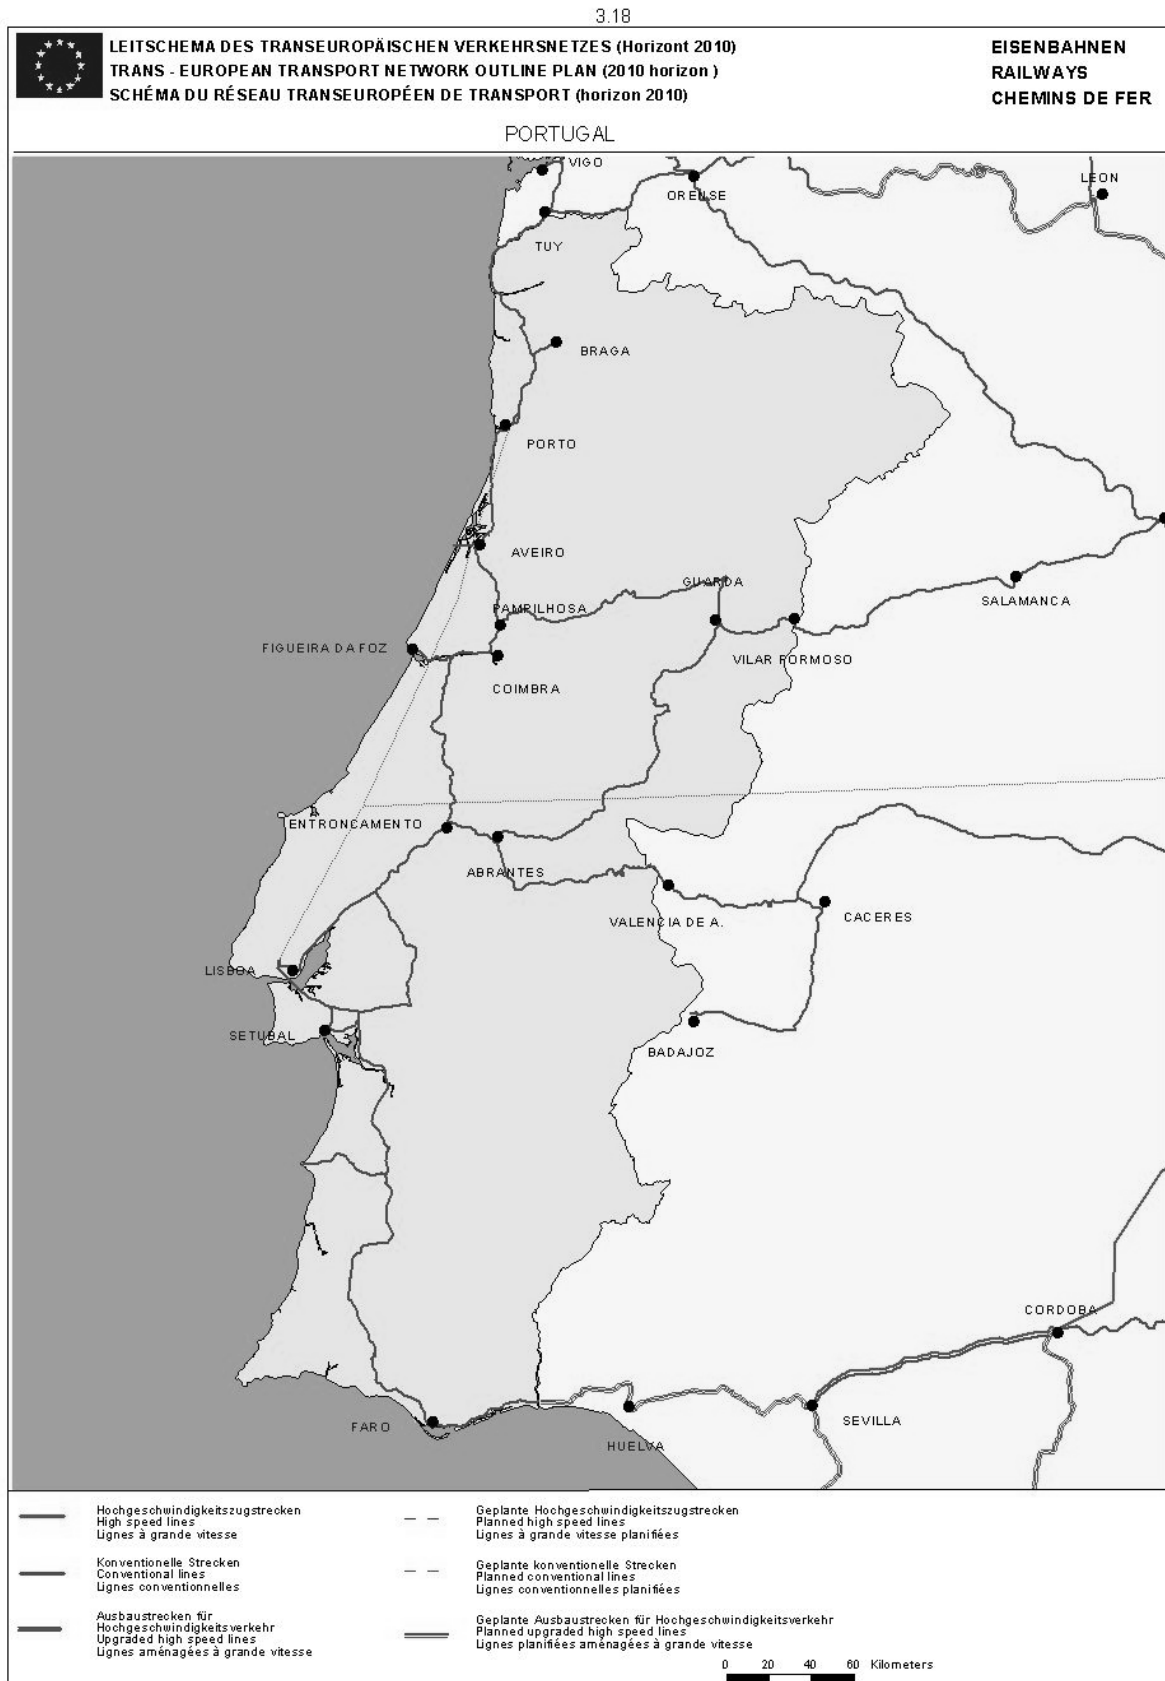 3.18
LEITSCHEMA DES TRANSEUROPÄISCHEN VERKEHRSNETZES (Horizont 2010)
TRANS - EUROPEAN TRANSPORT NETWORK OUTLINE PLAN (2010 horizon )
SCHÉMA DU RÉSEAU TRANSEUROPÉEN DE TRANSPORT (horizon 2010)
EISENBAHNEN
RAILWAYS
CHEMINS DE FER
PORTUGAL
VIGO
ORENSE
LEON
TUY
BRAGA
PORTO
AVEIRO
GUARDA
SALAMANCA
PAMPILHOSA
FIGUEIRA DA FOZ
VILAR FORMOSO
COIMBRA
ENTRONCAMENTO
ABRANTES
VALENCIA DE A.
CACERES
LISBOA
SETUBAL
BADAJOZ
CORDOBA
FARO
SEVILLA
HUELVA
Hochgeschwindigkeitszugstrecken
High speed lines
Lignes à grande vitesse
Konventionelle Strecken
Conventional lines
Lignes conventionnelles
Ausbaustrecken für
Hochgeschwindigkeitsverkehr
Upgraded high speed lines
Lignes aménagées à grande vitesse
Geplante Hochgeschwindigkeitszugstrecken
Planned high speed lines
Lignes à grande vitesse planifiées
Geplante konventionelle Strecken
Planned conventional lines
Lignes conventionnelles planifiées
Geplante Ausbaustrecken für Hochgeschwindigkeitsverkehr
Planned upgraded high speed lines
Lignes planifiées aménagées à grande vitesse
0 20 40 60 Kilometers